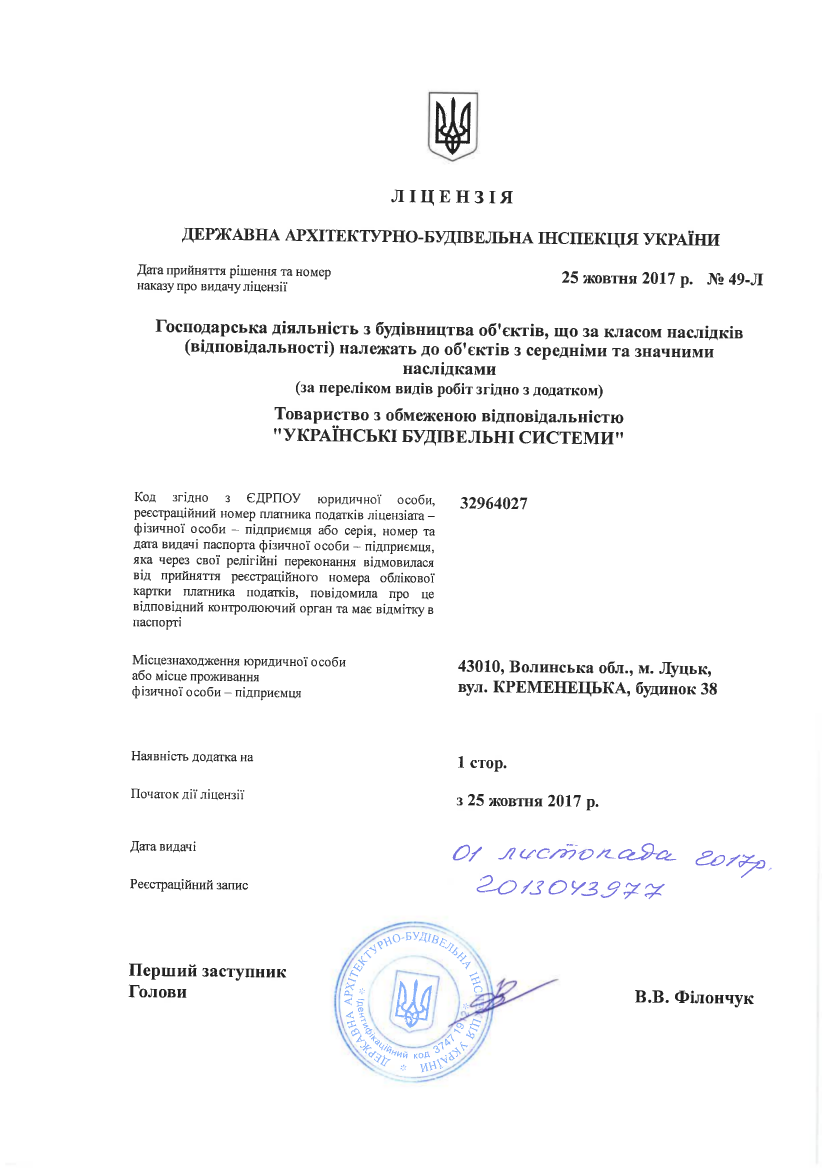 ЛІЦЕНЗІЯ
ДЕРЖАВНА АРХІТЕКТУРНО-БУДІВЕЛЬНА ІНСПЕКЦІЯ УКРАЇНИ
Дата прийняття рішення та номер
наказу про видачу ліцензії
25 жовтня 2017 р. № 49-Л
Господарська діяльність з будівництва об'єктів, що за класом наслідків
(відповідальності) належать до об'єктів з середніми та значними
наслідками
(за переліком видів робіт згідно з додатком)
Товариство з обмеженою відповідальністю
"УКРАЇНСЬКІ БУДІВЕЛЬНІ СИСТЕМИ"
Код згідно з ЄДРПОУ юридичної особи,
реєстраційний номер платника податків ліцензіата –
фізичної особи – підприємця або серія, номер та
дата видачі паспорта фізичної особи – підприємця,
яка через свої релігійні переконання відмовилася
від прийняття реєстраційного номера облікової
картки платника податків, повідомила про це
відповідний контролюючий орган та має відмітку в
паспорті
32964027
Місцезнаходження юридичної особи
або місце проживання
фізичної особи – підприємця
43010, Волинська обл., м. Луцьк,
вул. КРЕМЕНЕЦЬКА, будинок 38
Наявність додатка на
1 стор.
Початок дії ліцензії
з 25 жовтня 2017 р.
Дата видачі
01 листопада 2017р.
Реєстраційний запис
2013043977
Перший заступник
Голови
ДЕРЖАВНА АРХІТЕКТУРНО-БУДІВЕЛЬНА ІНСПЕКЦІЯ УКРАЇНИ
Ідентифікаційний код 37471912
В.В. Філончук